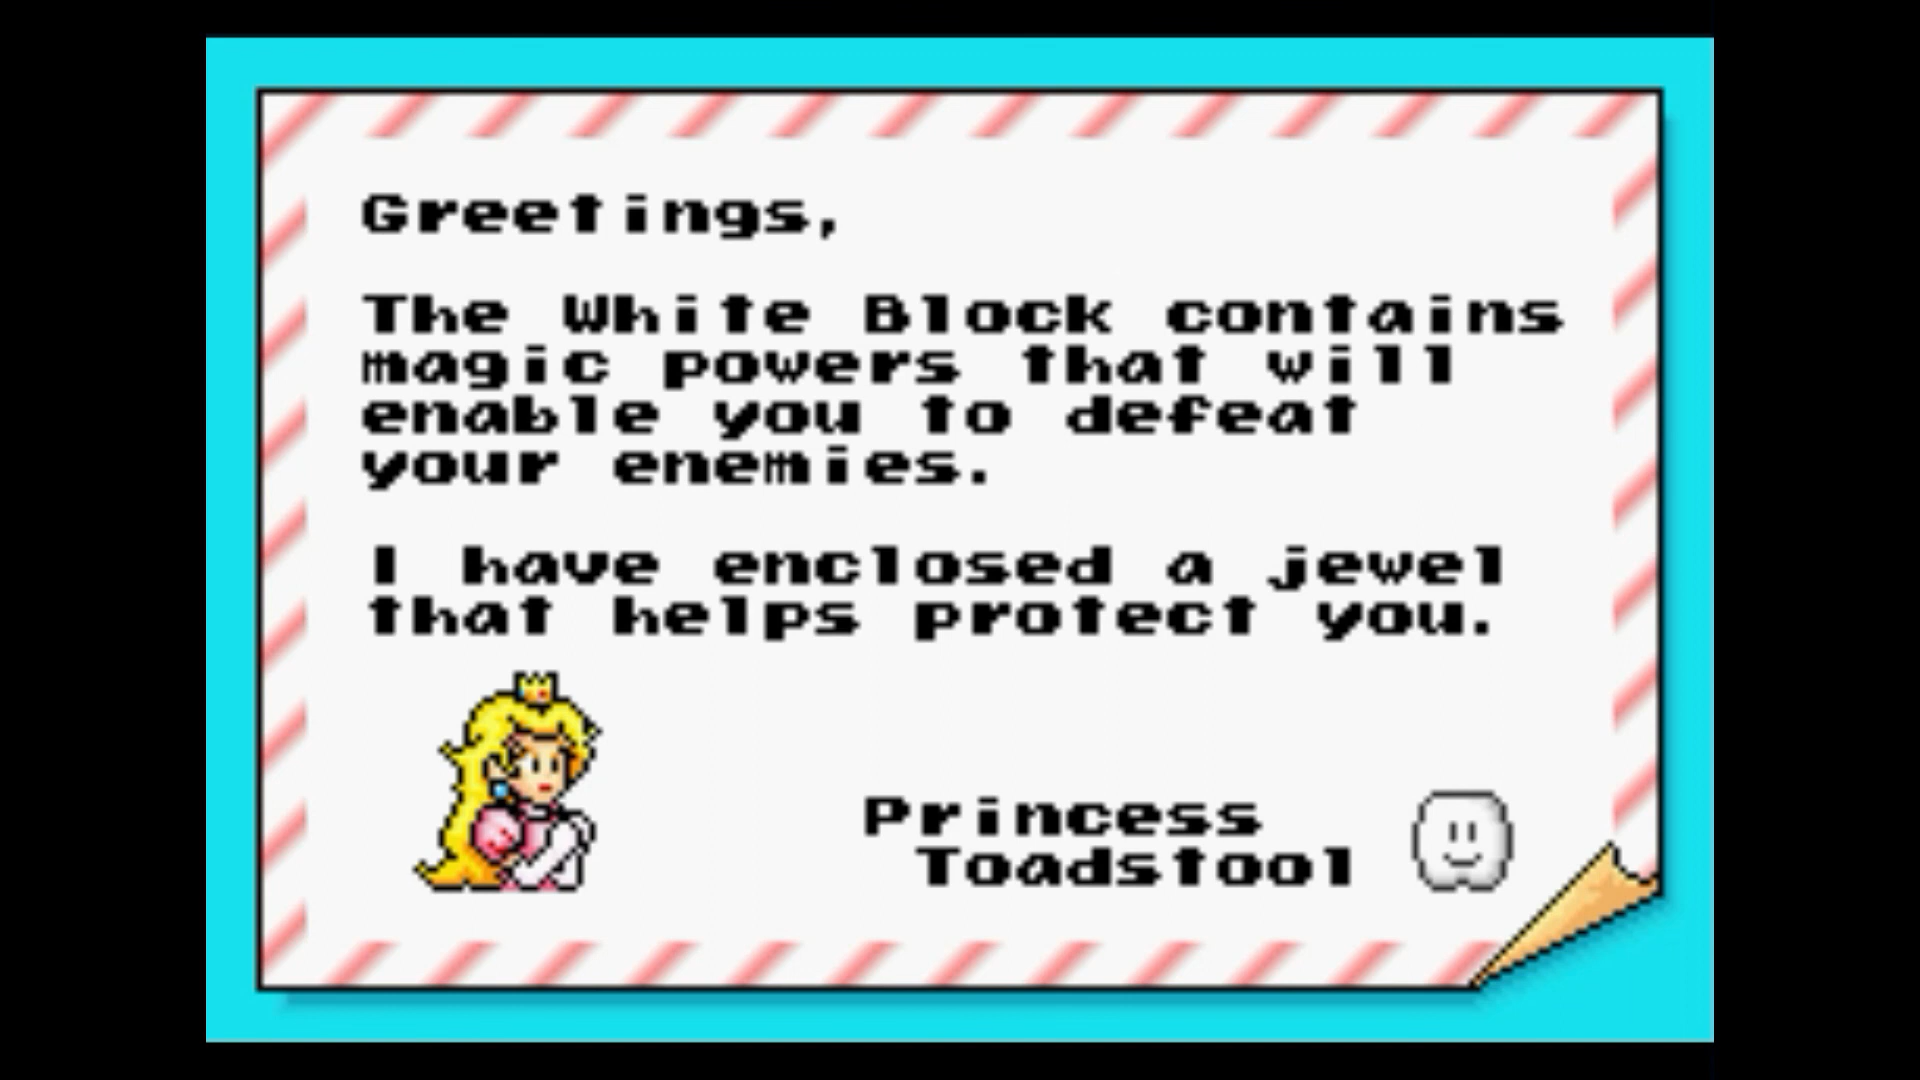 Greetings,
The White Block contains
magic powers that will
enable you to defeat
your enemies.
I have enclosed a jewel
that helps protect you.
Princess
Toadstool